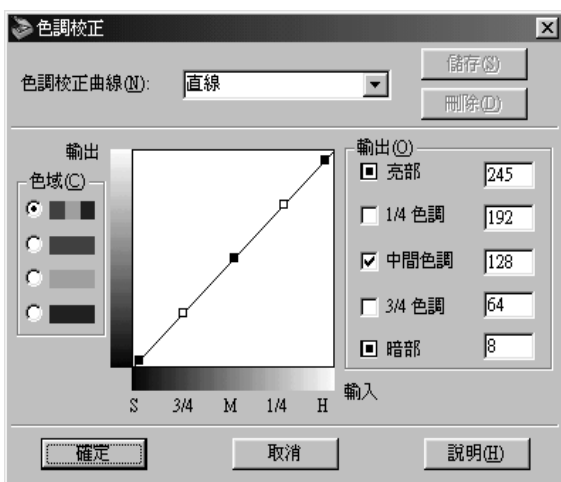 色調校正
色調校正曲線(N): 直線
儲存(S)
刪除(D)
輸出
色域(C)
輸出(O)
亮部 245
1/4 色調 192
中間色調 128
3/4 色調 64
暗部 8
輸入
S 3/4 M 1/4 H
確定 取消 說明(H)